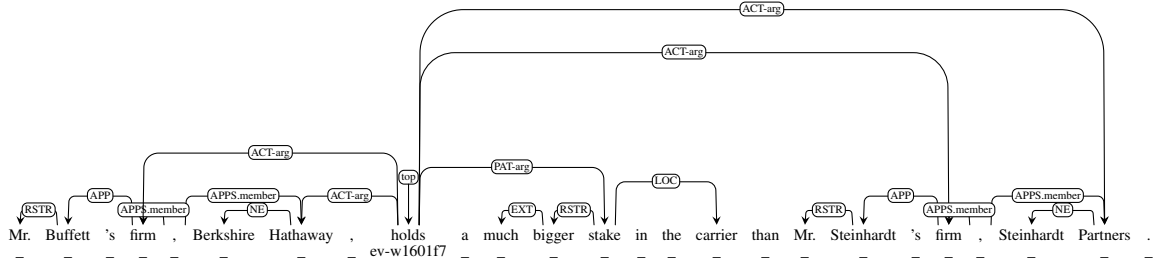 ACT-arg
ACT-arg
ACT-arg
PAT-arg
top
LOC
APP APPS.member ACT-arg APP APPS.member
RSTR APPS.member NE EXT RSTR RSTR APPS.member NE
Mr. Buffett 's firm , Berkshire Hathaway , holds a much bigger stake in the carrier than Mr. Steinhardt 's firm , Steinhardt Partners .
_ _ _ _ _ _ _ _ ev-w1601f7 _ _ _ _ _ _ _ _ _ _ _ _ _ _ _ _